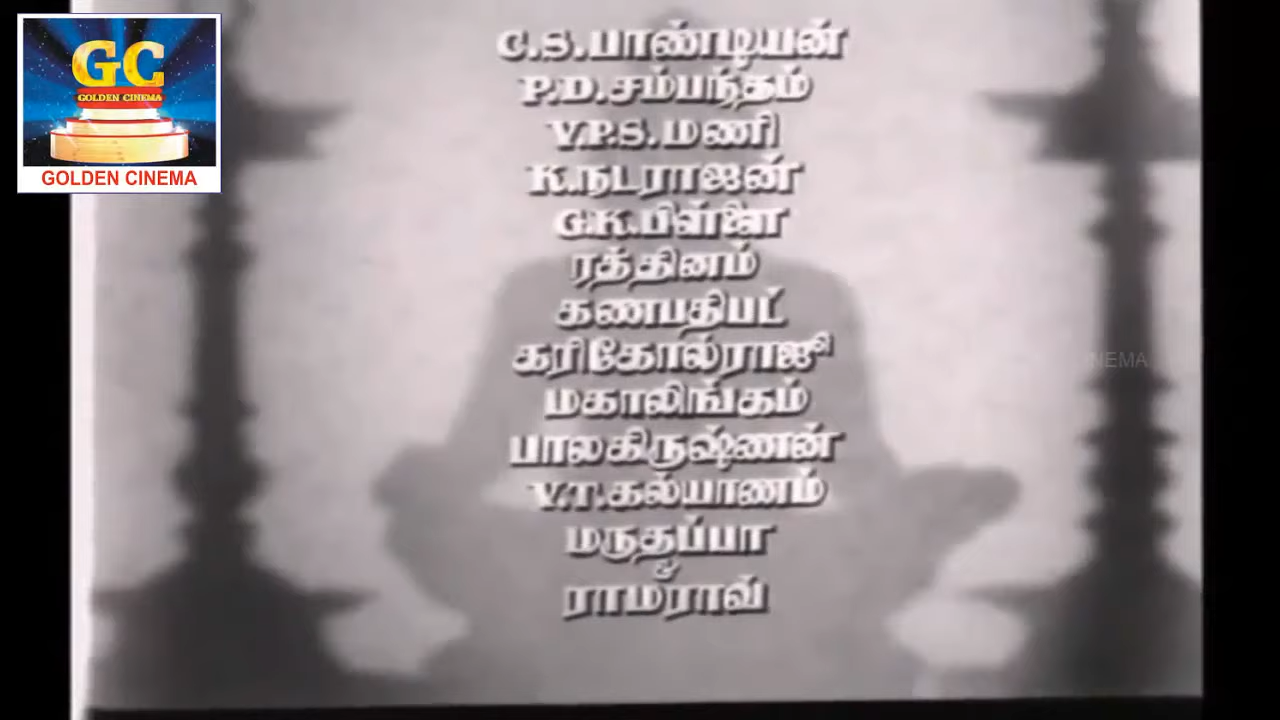 GC
GOLDEN CINEMA
GOLDEN CINEMA
C.S.பாண்டியன்
P.D.சம்பந்தம்
V.P.S.மணி
K.நடராஜன்
G.K.பிள்ளை
ரத்தினம்
கணபதிபட்
கரிகோல்ராஜ்
NEMA
மகாலிங்கம்
பாலகிருஷ்ணன்
V.T.கல்யாணம்
மருதப்பா
&
ராமராவ்